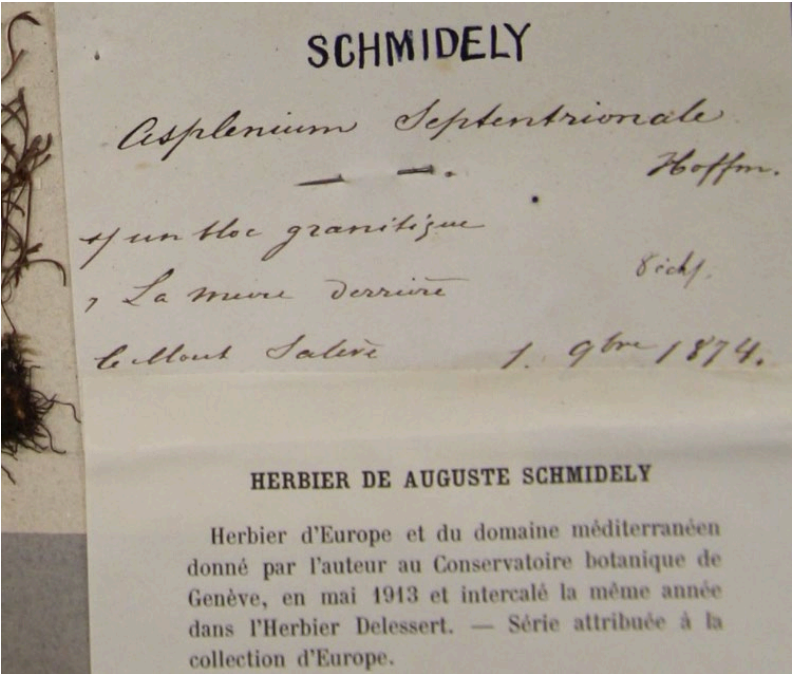 SCHMIDELY
Asplenium Septentrionale
— — .
Hoffm.
s/ un bloc granitique
, La Mure derrière
le Mont Salève 1. 9bre 1874.
HERBIER DE AUGUSTE SCHMIDELY
Herbier d'Europe et du domaine méditerranéen
donné par l'auteur au Conservatoire botanique de
Genève, en mai 1913 et intercalé la même année
dans l'Herbier Delessert. — Série attribuée à la
collection d'Europe.